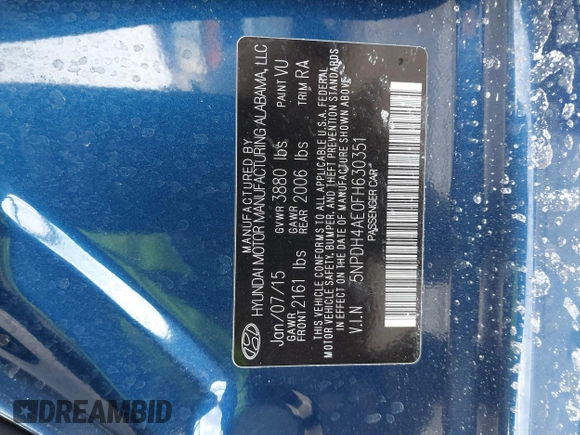 MANUFACTURED BY
HYUNDAI MOTOR MANUFACTURING ALABAMA, LLC
Jan/07/15 GVWR 3880 lbs PAINT VU
GAWR FRONT 2161 lbs GAWR REAR 2006 lbs TRIM RA
THIS VEHICLE CONFORMS TO ALL APPLICABLE U.S.A. FEDERAL
MOTOR VEHICLE SAFETY, BUMPER, AND THEFT PREVENTION STANDARDS
IN EFFECT ON THE DATE OF MANUFACTURE SHOWN ABOVE.
V.I.N 5NPDH4AE0FH630351
PASSENGER CAR
DREAMBID